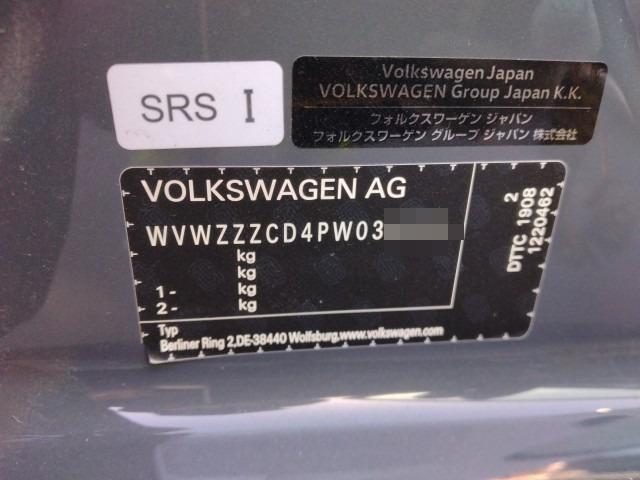 SRS I
Volkswagen Japan
VOLKSWAGEN Group Japan K.K.
フォルクスワーゲン ジャパン
フォルクスワーゲン グループ ジャパン 株式会社
VOLKSWAGEN AG
WVWZZZCD4PW03
kg
kg
1- kg
2- kg
Typ
Berliner Ring 2,DE-38440 Wolfsburg.www.volkswagen.com
2
DTTC 1908
1220462